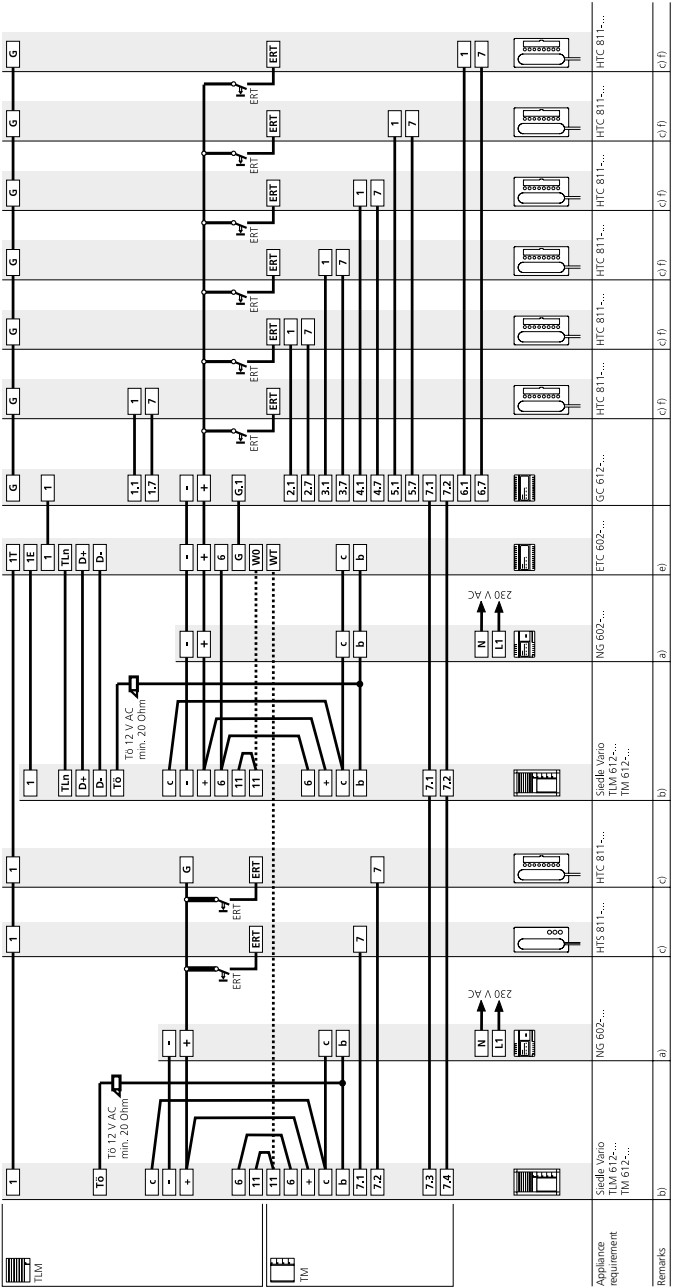 1 1 1 1T G G G G G G G
1 1E
TLM
1 1
TLn TLn
D+ D+
Tö D- D-
Tö 12 V AC
min. 20 Ohm
Tö
Tö 12 V AC
min. 20 Ohm
1.1 1
c 1.7 7
- - c
+ + G - - - -
+ + + +
6 6
ERT ERT
6 11 G G.1
ERT ERT ERT ERT ERT ERT
11 ERT ERT 11 W0
11 WT ERT ERT ERT ERT ERT ERT
6 2.1 1
TM
+ 6 2.7 7
c c + 3.1 1
b b c c c 3.7 7
7.1 7 b b b 4.1 1
7.2 7 4.7 7
5.1 1
5.7 7
7.3 7.1 7.1
7.4 7.2 7.2
6.1 1
N 230 V AC N 230 V AC 6.7 7
L1 L1
Appliance
requirement
Siedle Vario
TLM 612-...
TM 612-...
NG 602-...
HTS 811-...
HTC 811-...
Siedle Vario
TLM 612-...
TM 612-...
NG 602-...
ETC 602-...
GC 612-...
HTC 811-...
HTC 811-...
HTC 811-...
HTC 811-...
HTC 811-...
HTC 811-...
Remarks b) a) c) c) b) a) e) c) f) c) f) c) f) c) f) c) f) c) f)